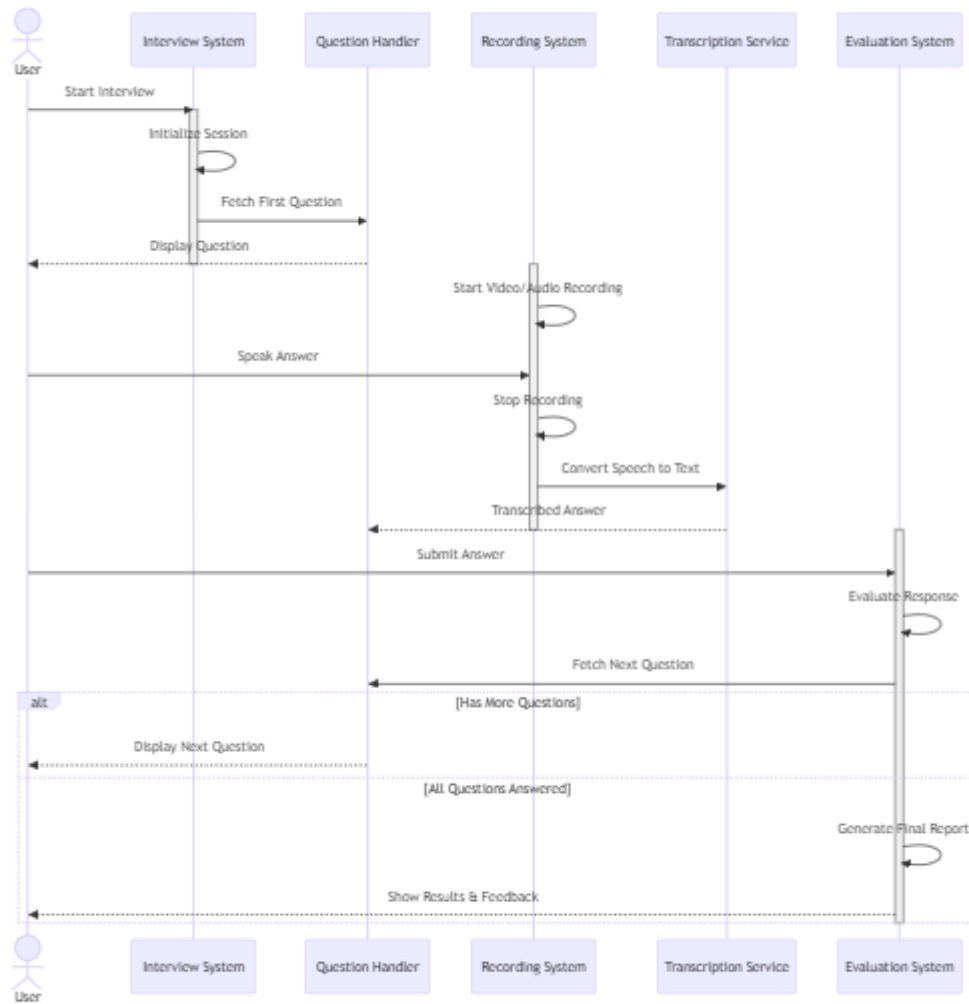 Interview System
Question Handler
Recording System
Transcription Service
Evaluation System
User
Start Interview
Initialize Session
Fetch First Question
Display Question
Start Video/Audio Recording
Speak Answer
Stop Recording
Convert Speech to Text
Transcribed Answer
Submit Answer
Evaluate Response
Fetch Next Question
alt
[Has More Questions]
Display Next Question
[All Questions Answered]
Generate Final Report
Show Results & Feedback
Interview System
Question Handler
Recording System
Transcription Service
Evaluation System
User